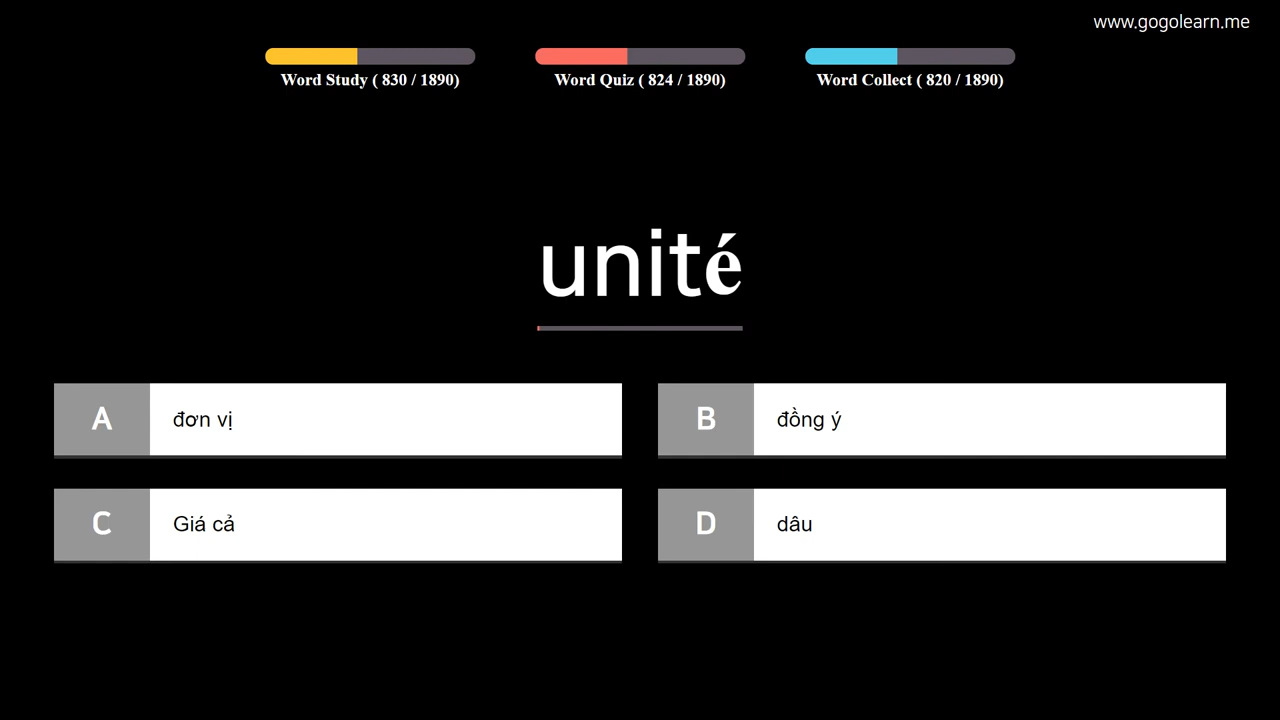 www.gogolearn.me
Word Study ( 830 / 1890)
Word Quiz ( 824 / 1890)
Word Collect ( 820 / 1890)
unité
A đơn vị
B đồng ý
C Giá cả
D dâu